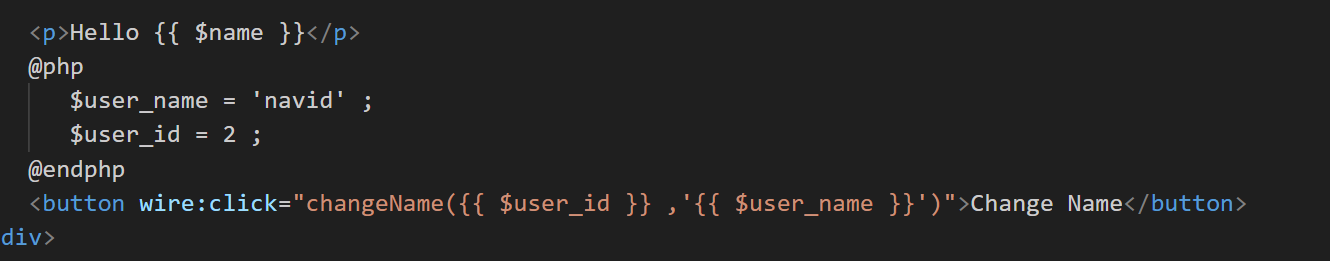 <p>Hello {{ $name }}</p>
@php
$user_name = 'navid' ;
$user_id = 2 ;
@endphp
<button wire:click="changeName({{ $user_id }} ,'{{ $user_name }}')">Change Name</button>
div>